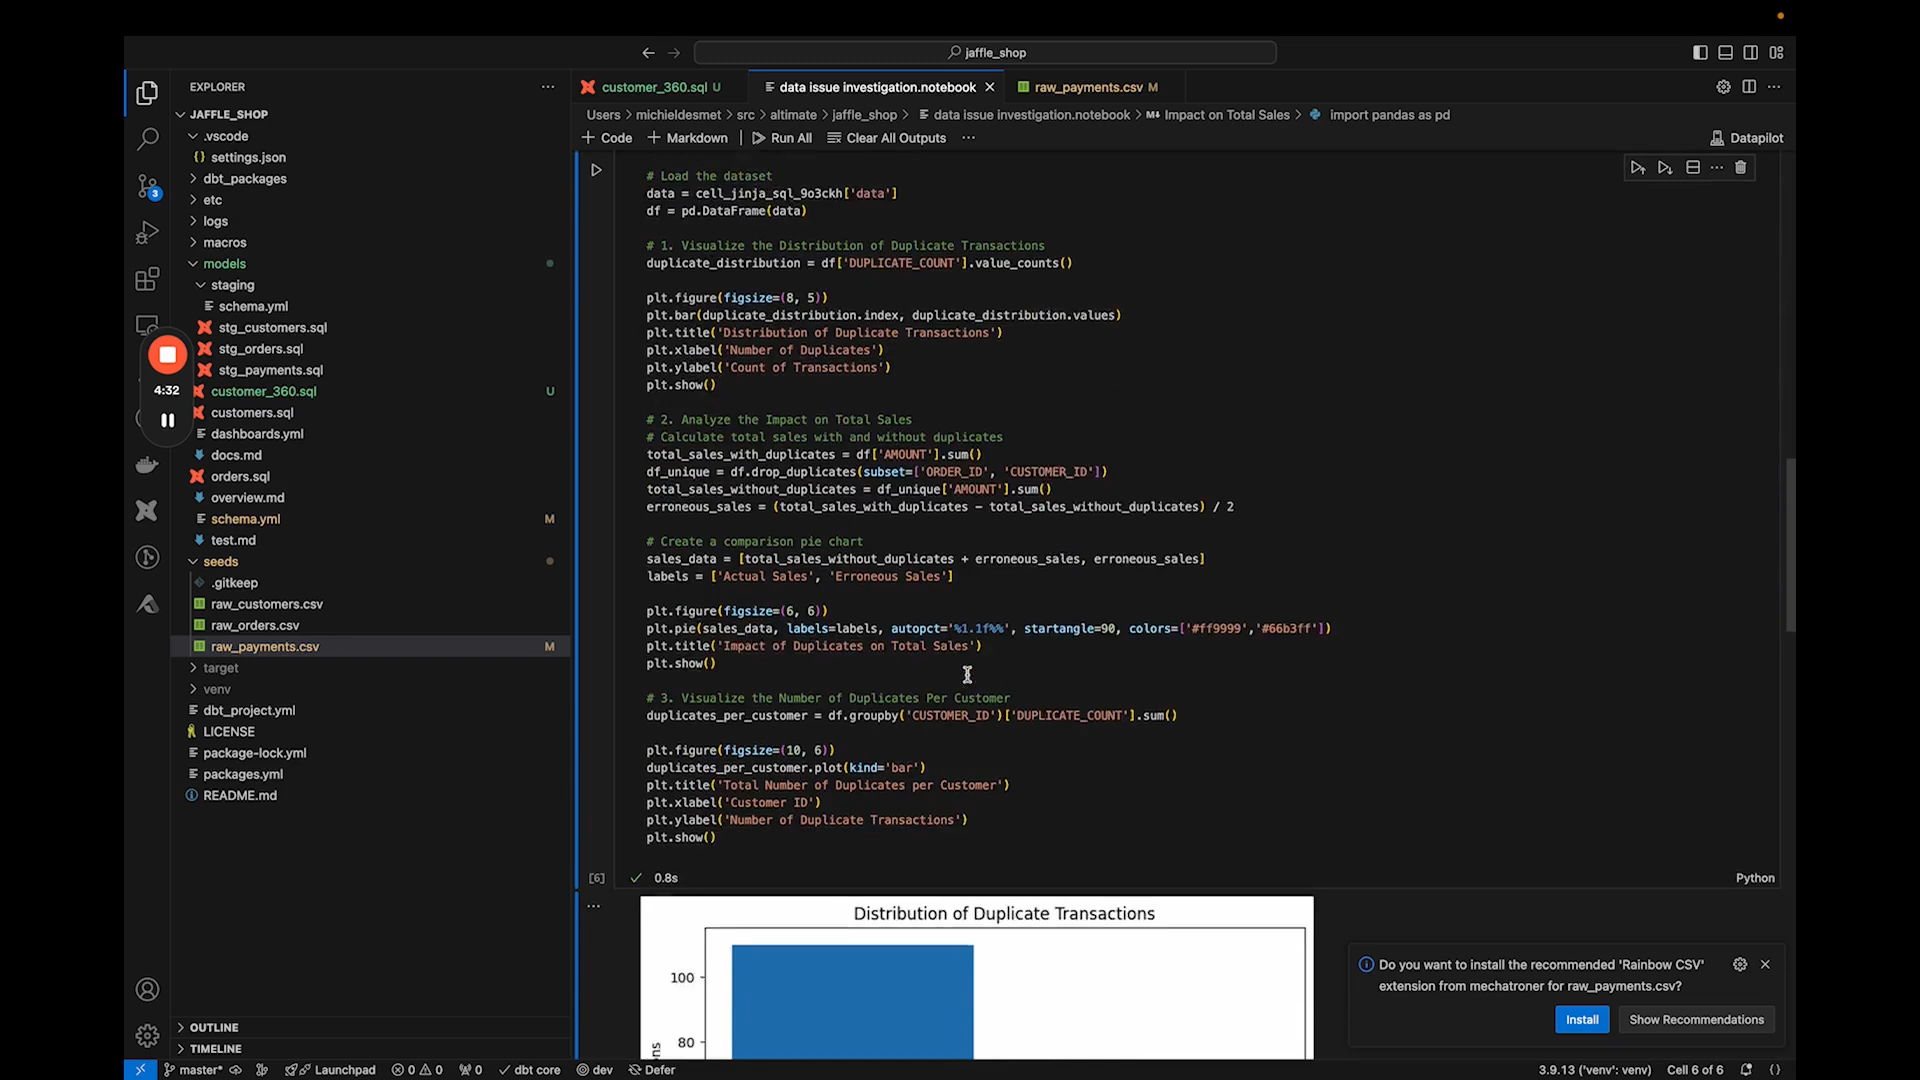 jaffle_shop
EXPLORER
JAFFLE_SHOP
.vscode
{} settings.json
dbt_packages
etc
logs
macros
models
staging
schema.yml
stg_customers.sql
stg_orders.sql
stg_payments.sql
customer_360.sql U
customers.sql
dashboards.yml
docs.md
orders.sql
overview.md
schema.yml M
test.md
seeds
.gitkeep
raw_customers.csv
raw_orders.csv
raw_payments.csv M
target
venv
dbt_project.yml
LICENSE
package-lock.yml
packages.yml
README.md
OUTLINE
TIMELINE
3
4:32
customer_360.sql U
data issue investigation.notebook
raw_payments.csv M
Users > michieldesmet > src > altimate > jaffle_shop > data issue investigation.notebook > M↓ Impact on Total Sales > import pandas as pd
+ Code + Markdown | Run All Clear All Outputs ···
Datapilot
# Load the dataset
data = cell_jinja_sql_9o3ckh['data']
df = pd.DataFrame(data)
# 1. Visualize the Distribution of Duplicate Transactions
duplicate_distribution = df['DUPLICATE_COUNT'].value_counts()
plt.figure(figsize=(8, 5))
plt.bar(duplicate_distribution.index, duplicate_distribution.values)
plt.title('Distribution of Duplicate Transactions')
plt.xlabel('Number of Duplicates')
plt.ylabel('Count of Transactions')
plt.show()
# 2. Analyze the Impact on Total Sales
# Calculate total sales with and without duplicates
total_sales_with_duplicates = df['AMOUNT'].sum()
df_unique = df.drop_duplicates(subset=['ORDER_ID', 'CUSTOMER_ID'])
total_sales_without_duplicates = df_unique['AMOUNT'].sum()
erroneous_sales = (total_sales_with_duplicates - total_sales_without_duplicates) / 2
# Create a comparison pie chart
sales_data = [total_sales_without_duplicates + erroneous_sales, erroneous_sales]
labels = ['Actual Sales', 'Erroneous Sales']
plt.figure(figsize=(6, 6))
plt.pie(sales_data, labels=labels, autopct='%1.1f%%', startangle=90, colors=['#ff9999','#66b3ff'])
plt.title('Impact of Duplicates on Total Sales')
plt.show()
# 3. Visualize the Number of Duplicates Per Customer
duplicates_per_customer = df.groupby('CUSTOMER_ID')['DUPLICATE_COUNT'].sum()
plt.figure(figsize=(10, 6))
duplicates_per_customer.plot(kind='bar')
plt.title('Total Number of Duplicates per Customer')
plt.xlabel('Customer ID')
plt.ylabel('Number of Duplicate Transactions')
plt.show()
[6] ✓ 0.8s
Python
Distribution of Duplicate Transactions
100
80
ns
Do you want to install the recommended 'Rainbow CSV'
extension from mechatroner for raw_payments.csv?
Install
Show Recommendations
master* Launchpad 0 0 0 dbt core dev Defer
3.9.13 ('venv': venv) Cell 6 of 6 {}